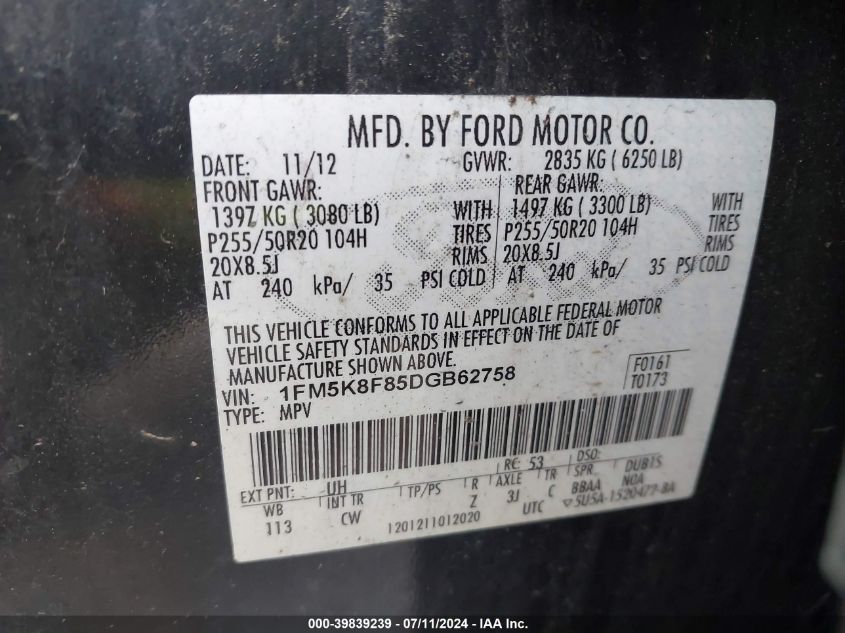 MFD. BY FORD MOTOR CO.
DATE: 11/12 GVWR: 2835 KG ( 6250 LB)
FRONT GAWR: REAR GAWR:
1397 KG ( 3080 LB) WITH 1497 KG ( 3300 LB) WITH
P255/50R20 104H TIRES P255/50R20 104H TIRES
20X8.5J RIMS 20X8.5J RIMS
AT 240 kPa/ 35 PSI COLD AT 240 kPa/ 35 PSI COLD
THIS VEHICLE CONFORMS TO ALL APPLICABLE FEDERAL MOTOR
VEHICLE SAFETY STANDARDS IN EFFECT ON THE DATE OF
MANUFACTURE SHOWN ABOVE.
VIN: 1FM5K8F85DGB62758 F0161
TYPE: MPV T0173
EXT PNT: UH RC: 53 DSO:
WB INT TR TP/PS R AXLE TR SPR DUB1S
113 CW Z 3J C BBAA NOA
1201211012020 UTC ▽5U5A-1520472-BA
000-39839239 - 07/11/2024 - IAA Inc.